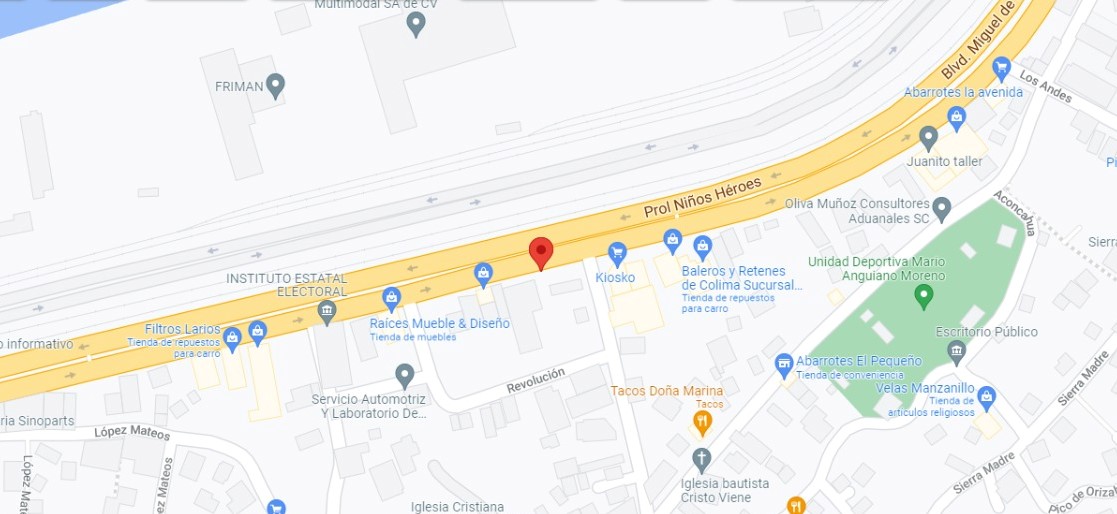 Multimodal SA de CV
Blvd. Miguel de
FRIMAN
Los Andes
Abarrotes la avenida
Juanito taller
Prol Niños Héroes
Oliva Muñoz Consultores
Aduanales SC
Aconcahua
Sierra
INSTITUTO ESTATAL
ELECTORAL
Kiosko
Baleros y Retenes
de Colima Sucursal...
Tienda de repuestos
para carro
Unidad Deportiva Mario
Anguiano Moreno
Raíces Mueble & Diseño
Tienda de muebles
Filtros Larios
Tienda de repuestos
para carro
o informativo
Escritorio Público
Abarrotes El Pequeño
Tienda de conveniencia
Servicio Automotriz
Y Laboratorio De...
Revolución
Tacos Doña Marina
Tacos
Velas Manzanillo
Tienda de
artículos religiosos
Sierra Madre
ria Sinoparts
López Mateos
López Mate
Mateos
Iglesia bautista
Cristo Viene
Sierra Madre
Iglesia Cristiana
Pico de Oriza